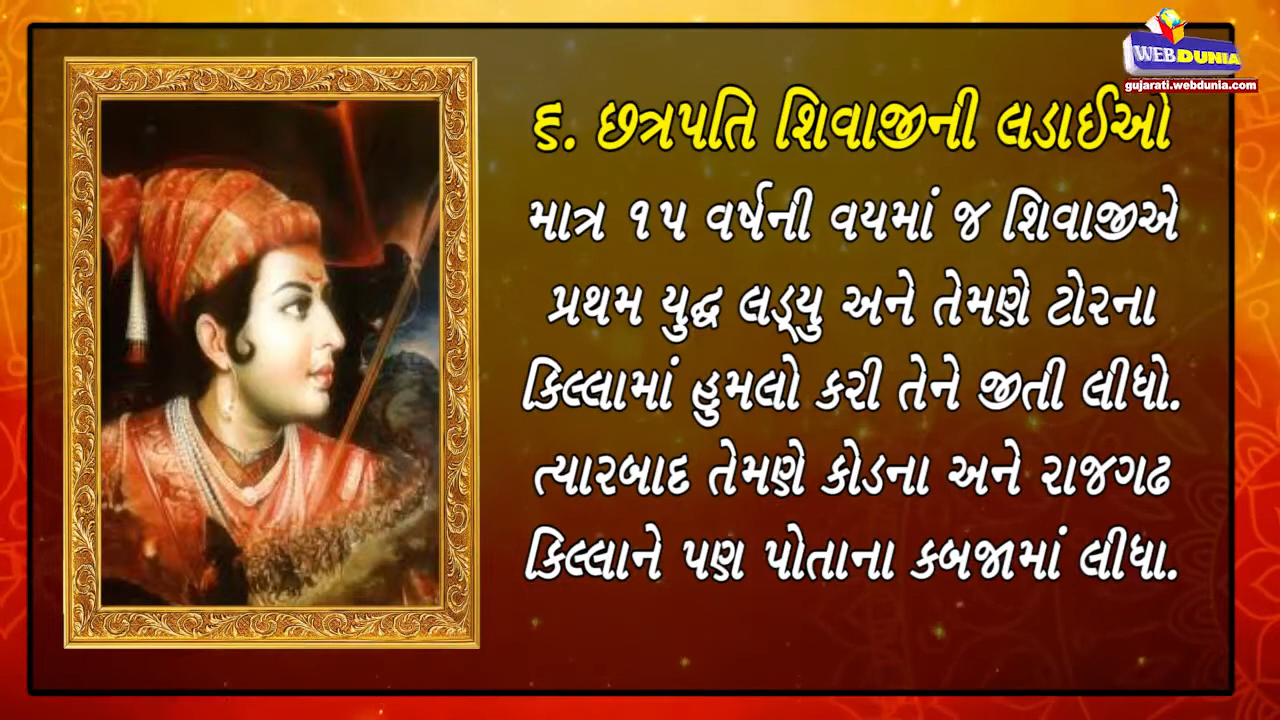 WEBDUNIA
gujarati.webdunia.com
૬. છત્રપતિ શિવાજીની લડાઈઓ
માત્ર ૧૫ વર્ષની વયમાં જ શિવાજીએ
પ્રથમ યુદ્ધ લડ્યુ અને તેમણે ટોરના
કિલ્લામાં હુમલો કરી તેને જીતી લીધો.
ત્યારબાદ તેમણે કોડના અને રાજગઢ
કિલ્લાને પણ પોતાના કબજામાં લીધા.